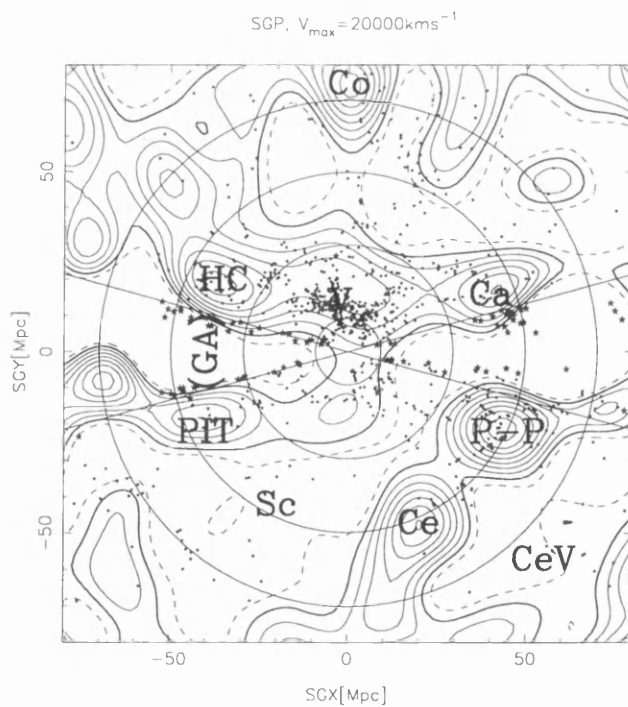 SGP, Vmax=20000kms⁻¹
Co
50
HC
V
Ca
SGY[Mpc]
0
(GA)
PIT
P-P
Sc
Ce
-50
CeV
-50
0
50
SGX[Mpc]